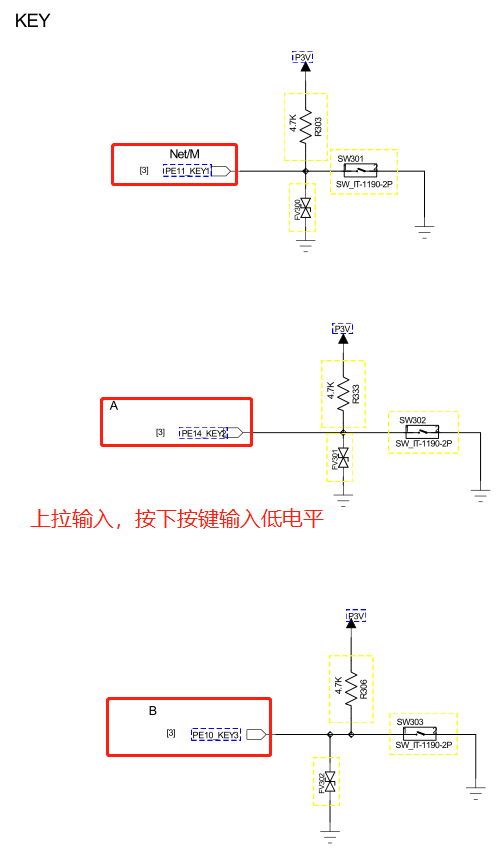 KEY
P3V
4.7K
R303
Net/M
[3]
PE11_KEY1
SW301
SW_IT-1190-2P
FV300
P3V
4.7K
R333
A
[3]
PE14_KEY2
SW302
SW_IT-1190-2P
FV301
上拉输入，按下按键输入低电平
P3V
4.7K
R306
B
[3]
PE10_KEY3
SW303
SW_IT-1190-2P
FV302